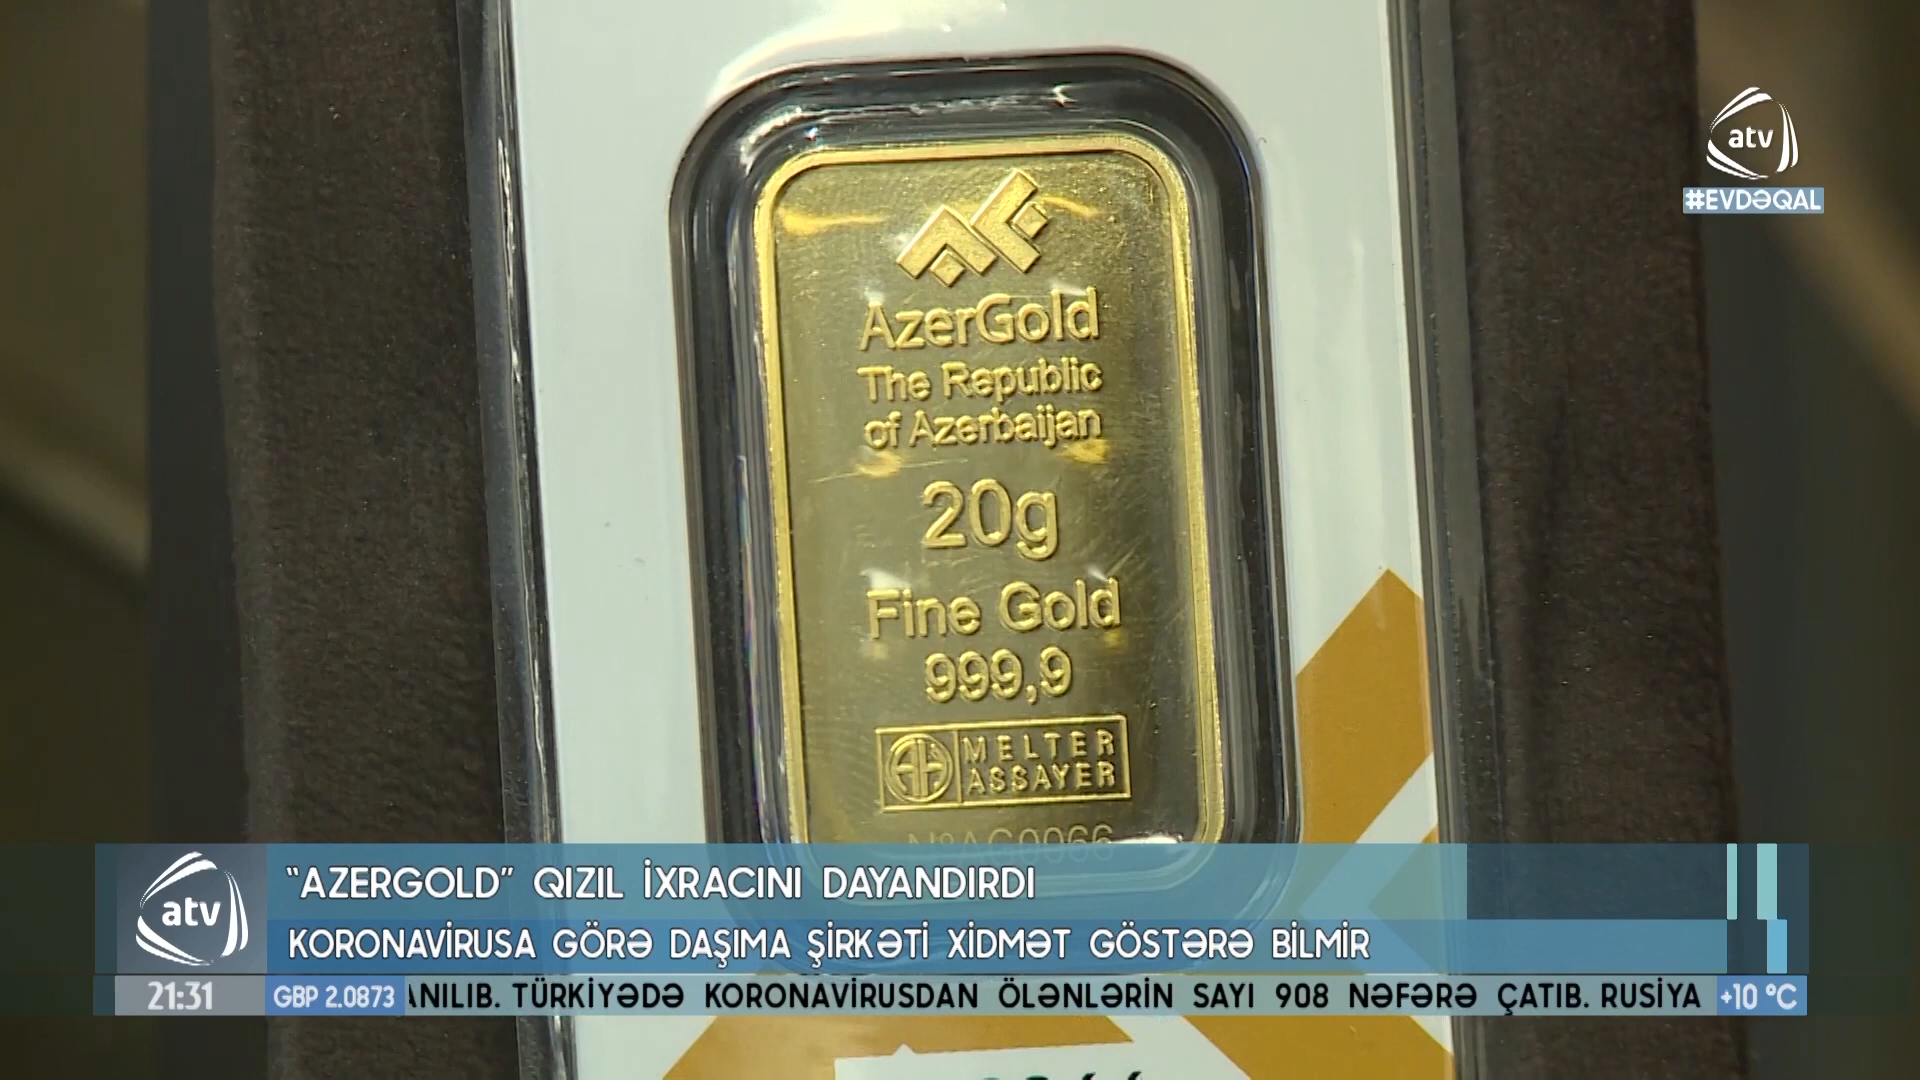 atv
#EVDƏQAL
AzerGold
The Republic
of Azerbaijan
20g
Fine Gold
999,9
MELTER
ASSAYER
N°AG0066
atv
“AZERGOLD” QIZIL İXRACINI DAYANDIRDI
KORONAVİRUSA GÖRƏ DAŞIMA ŞİRKƏTİ XİDMƏT GÖSTƏRƏ BİLMİR
21:31 GBP 2.0873 ANILIB. TÜRKİYƏDƏ KORONAVİRUSDAN ÖLƏNLƏRİN SAYI 908 NƏFƏRƏ ÇATIB. RUSİYA +10 °C